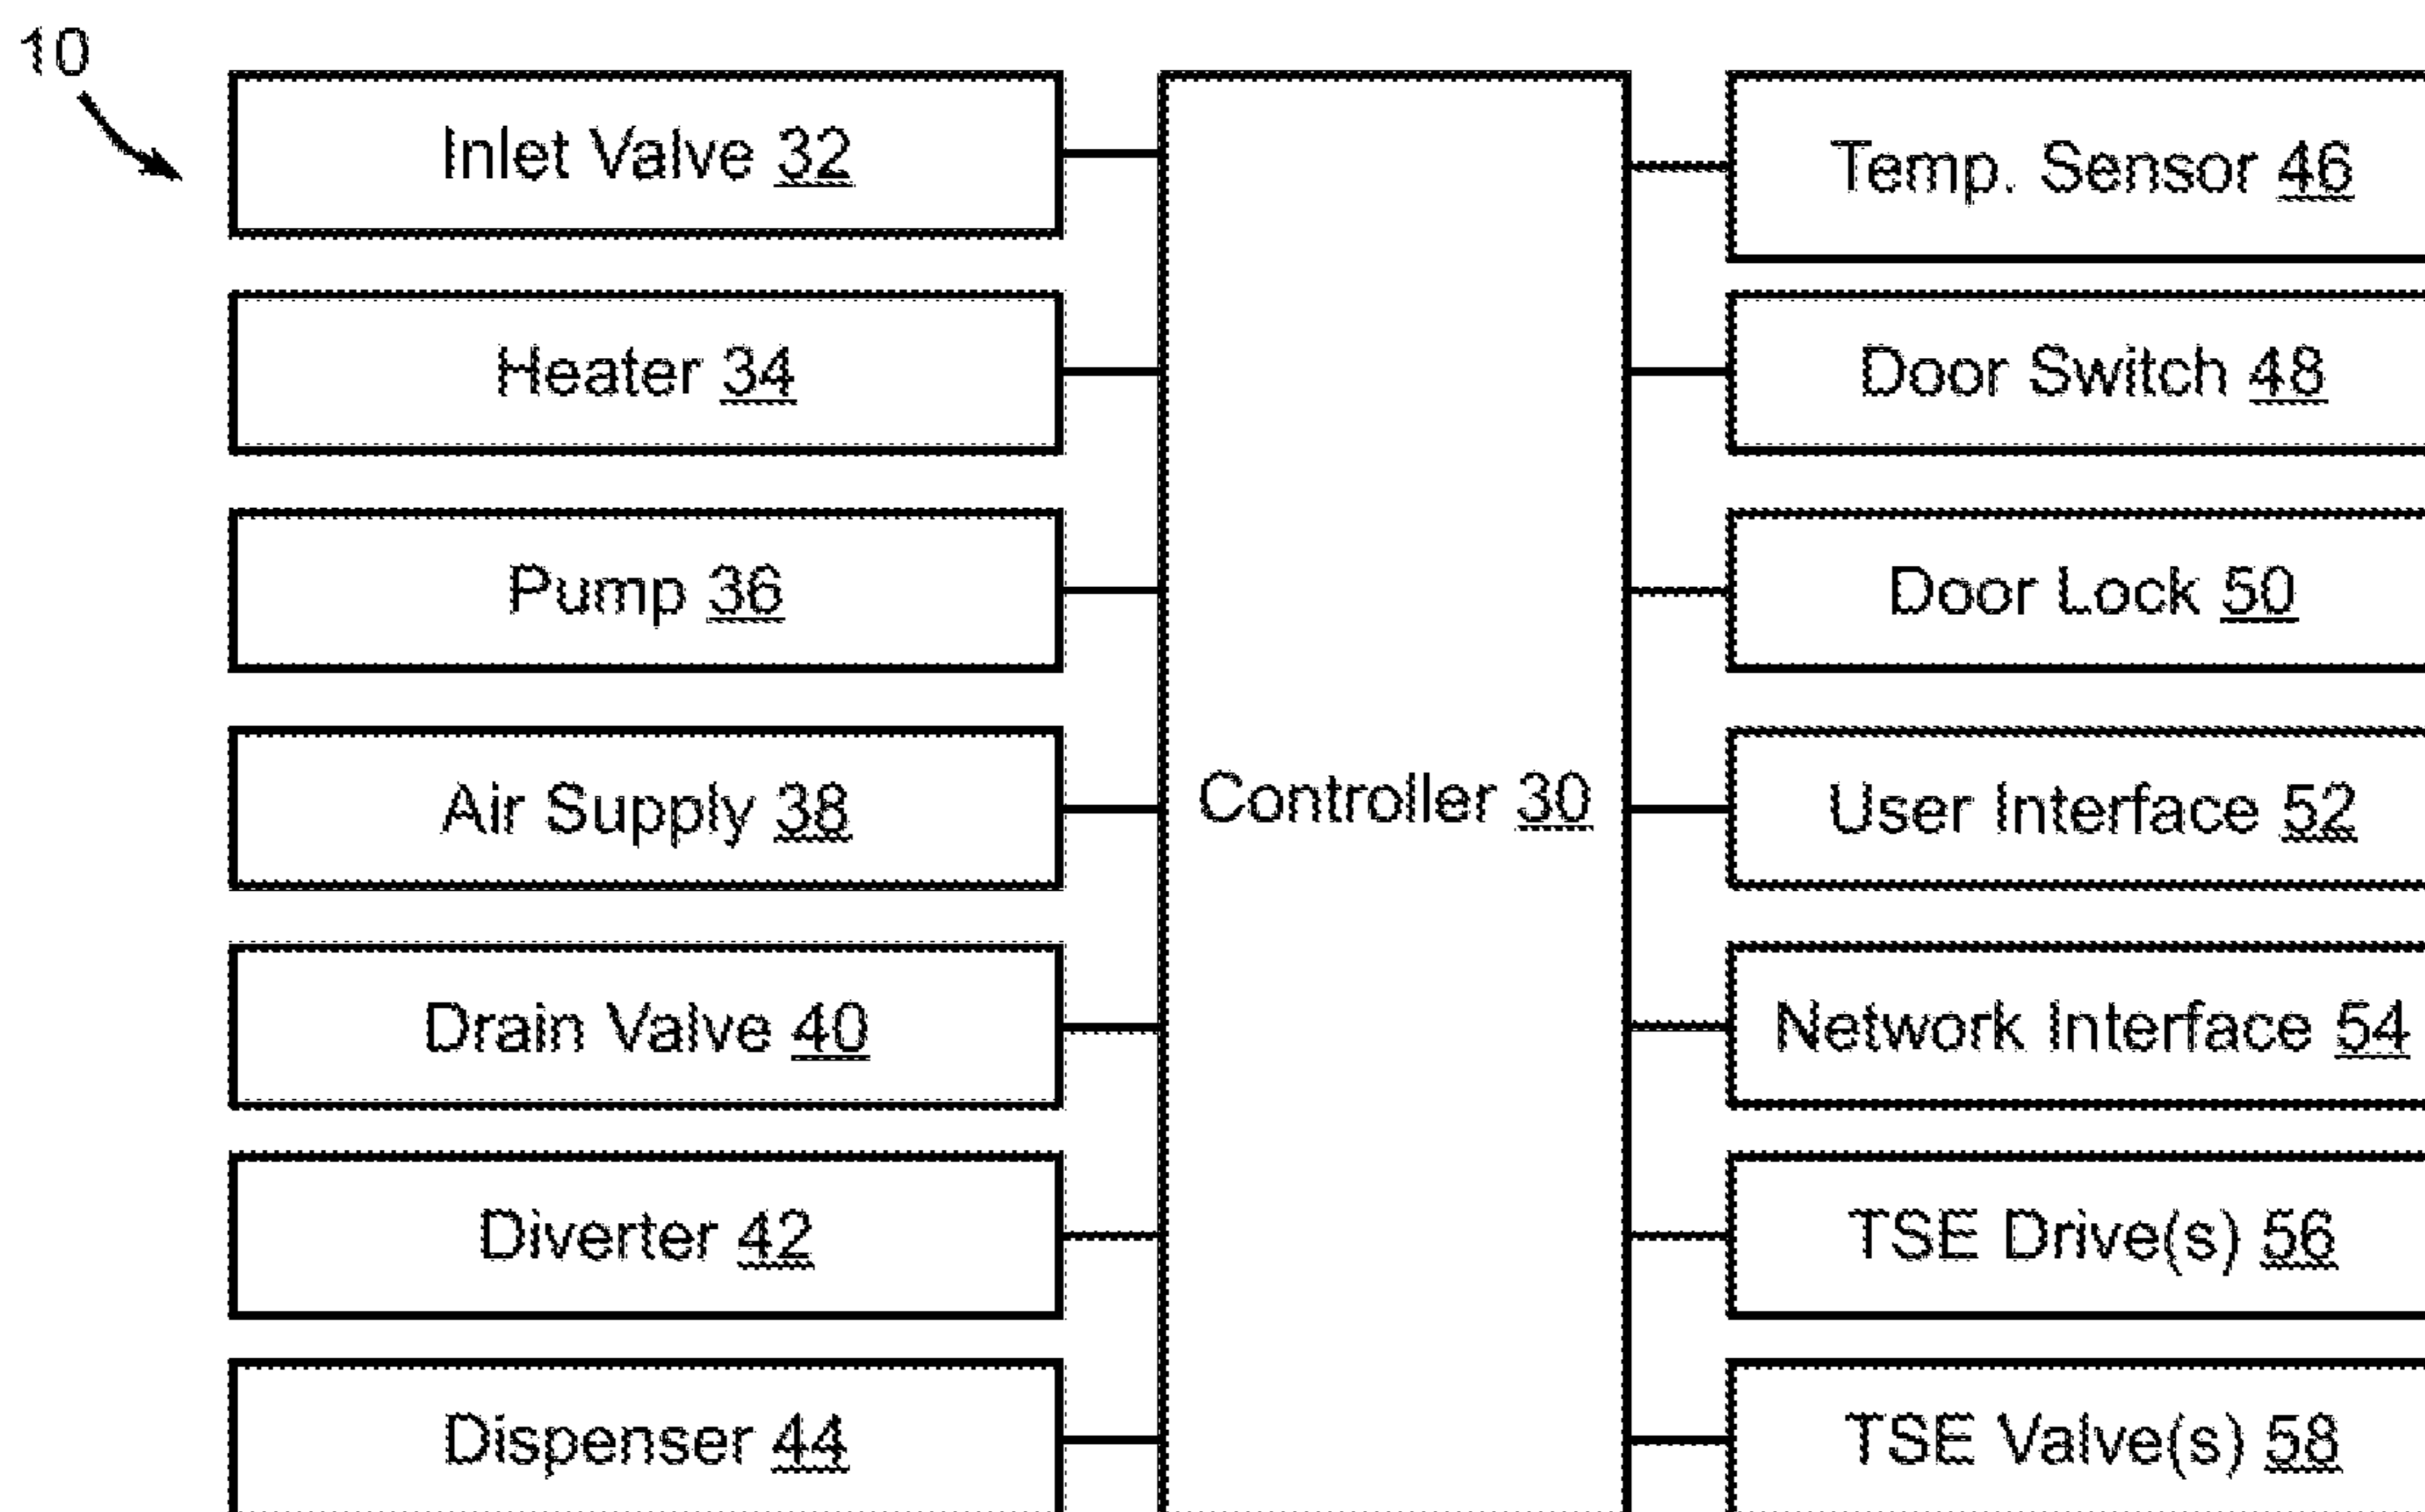 10
Inlet Valve 32
Heater 34
Pump 36
Air Supply 38
Drain Valve 40
Diverter 42
Dispenser 44
Controller 30
Temp. Sensor 46
Door Switch 48
Door Lock 50
User Interface 52
Network Interface 54
TSE Drive(s) 56
TSE Valve(s) 58